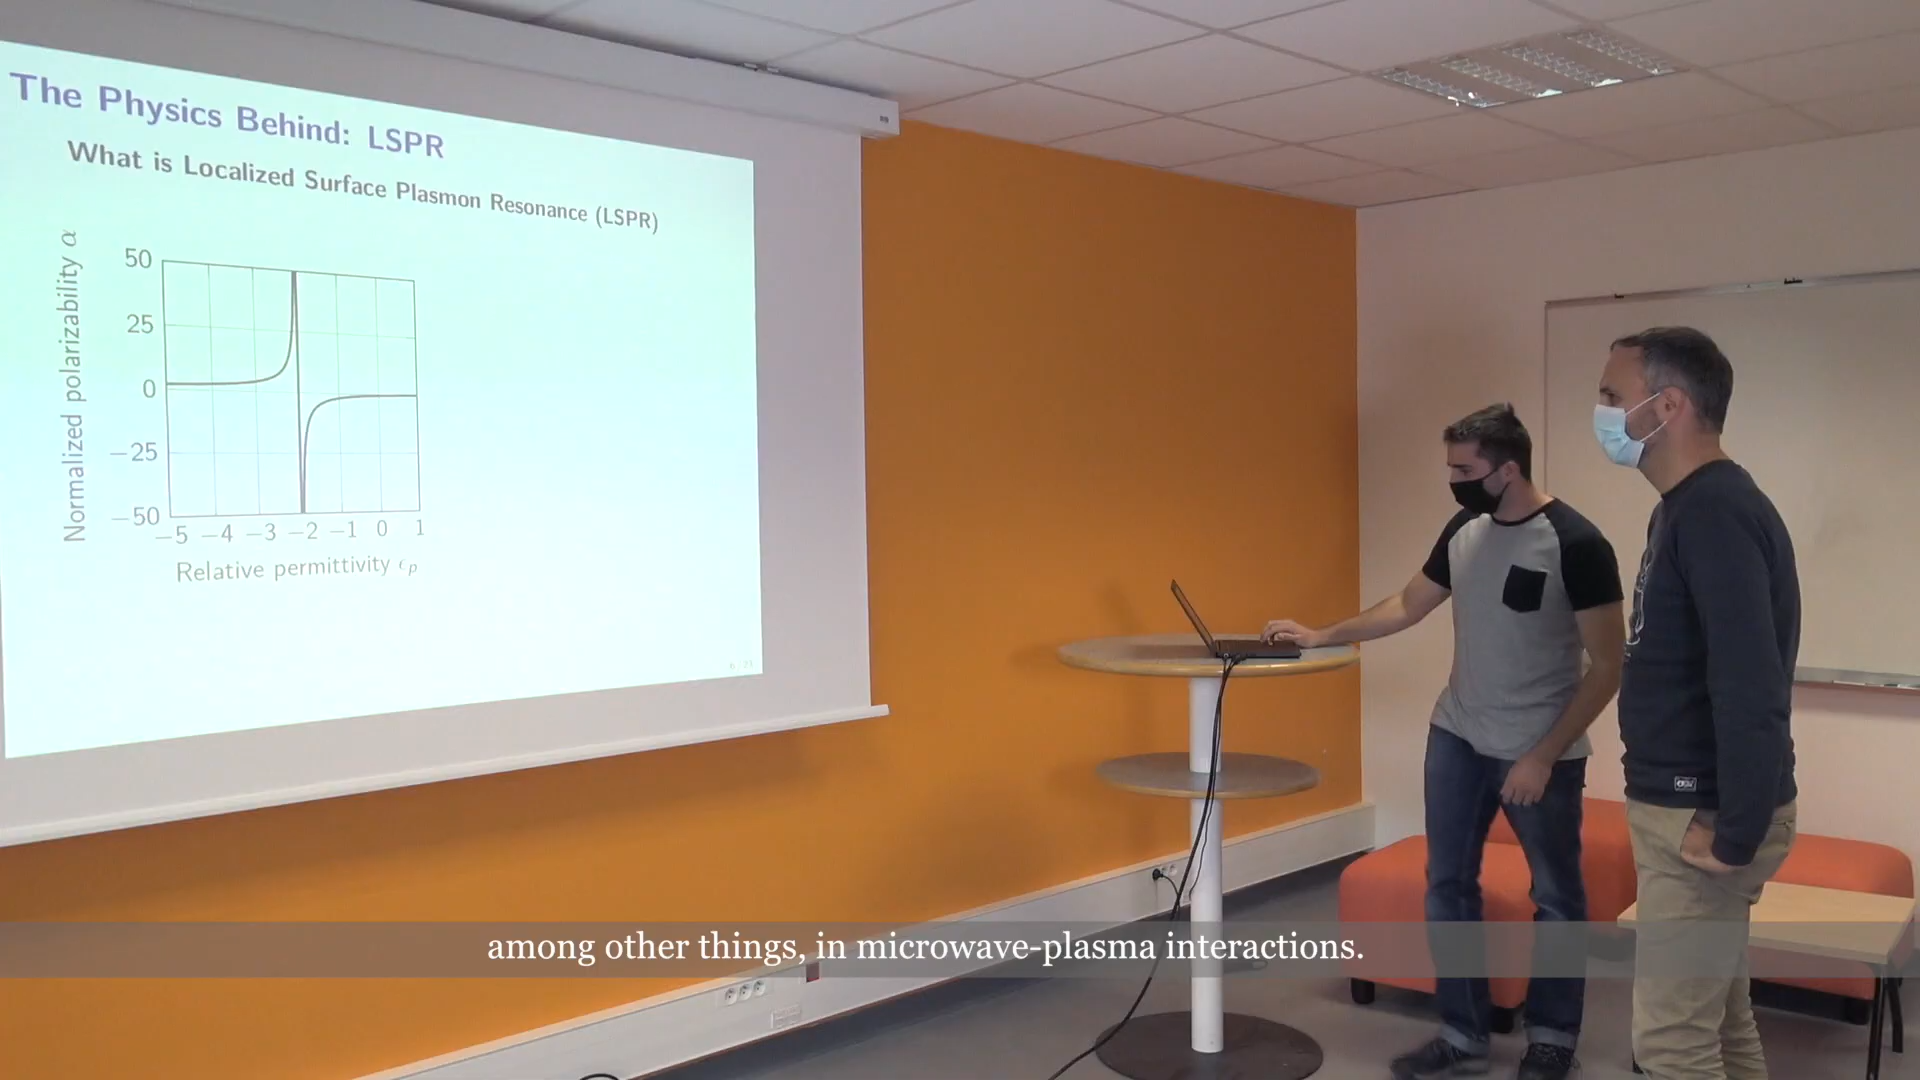 The Physics Behind: LSPR
What is Localized Surface Plasmon Resonance (LSPR)
Normalized polarizability α
50
25
0
−25
−50
−5 −4 −3 −2 −1 0 1
Relative permittivity ϵp
among other things, in microwave-plasma interactions.